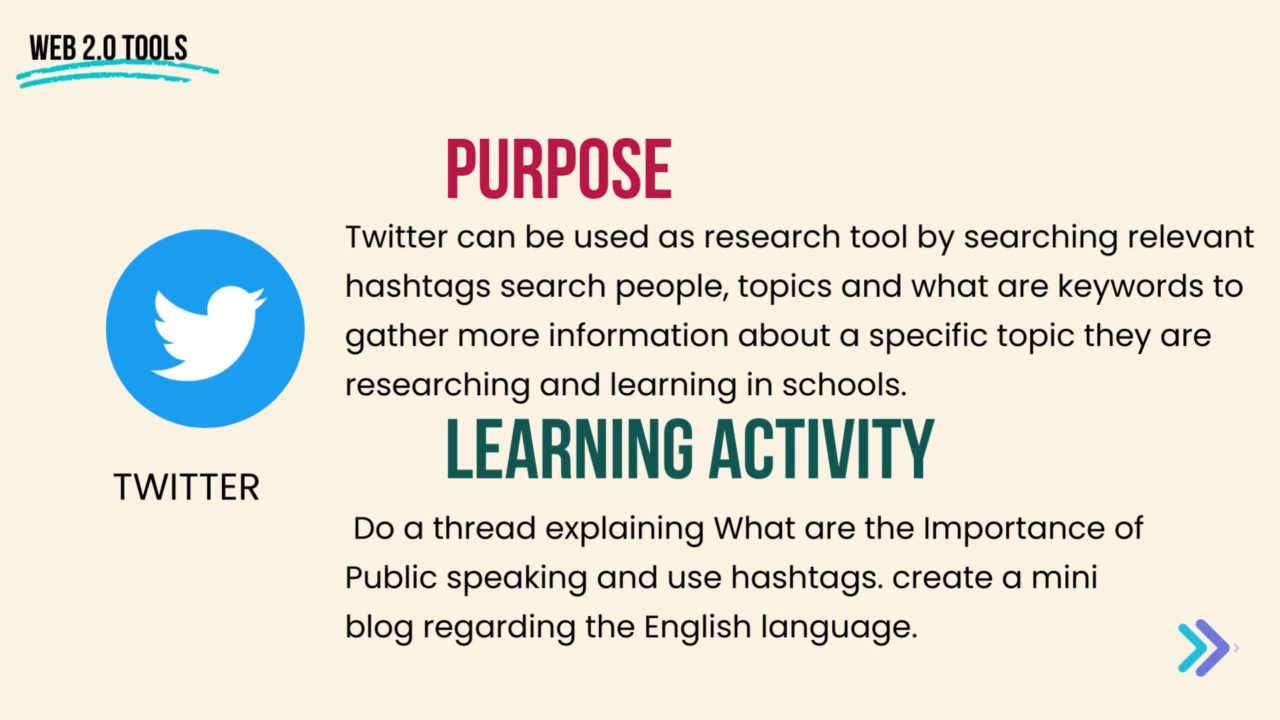 WEB 2.0 TOOLS
PURPOSE
Twitter can be used as research tool by searching relevant
hashtags search people, topics and what are keywords to
gather more information about a specific topic they are
researching and learning in schools.
TWITTER
LEARNING ACTIVITY
Do a thread explaining What are the Importance of
Public speaking and use hashtags. create a mini
blog regarding the English language.